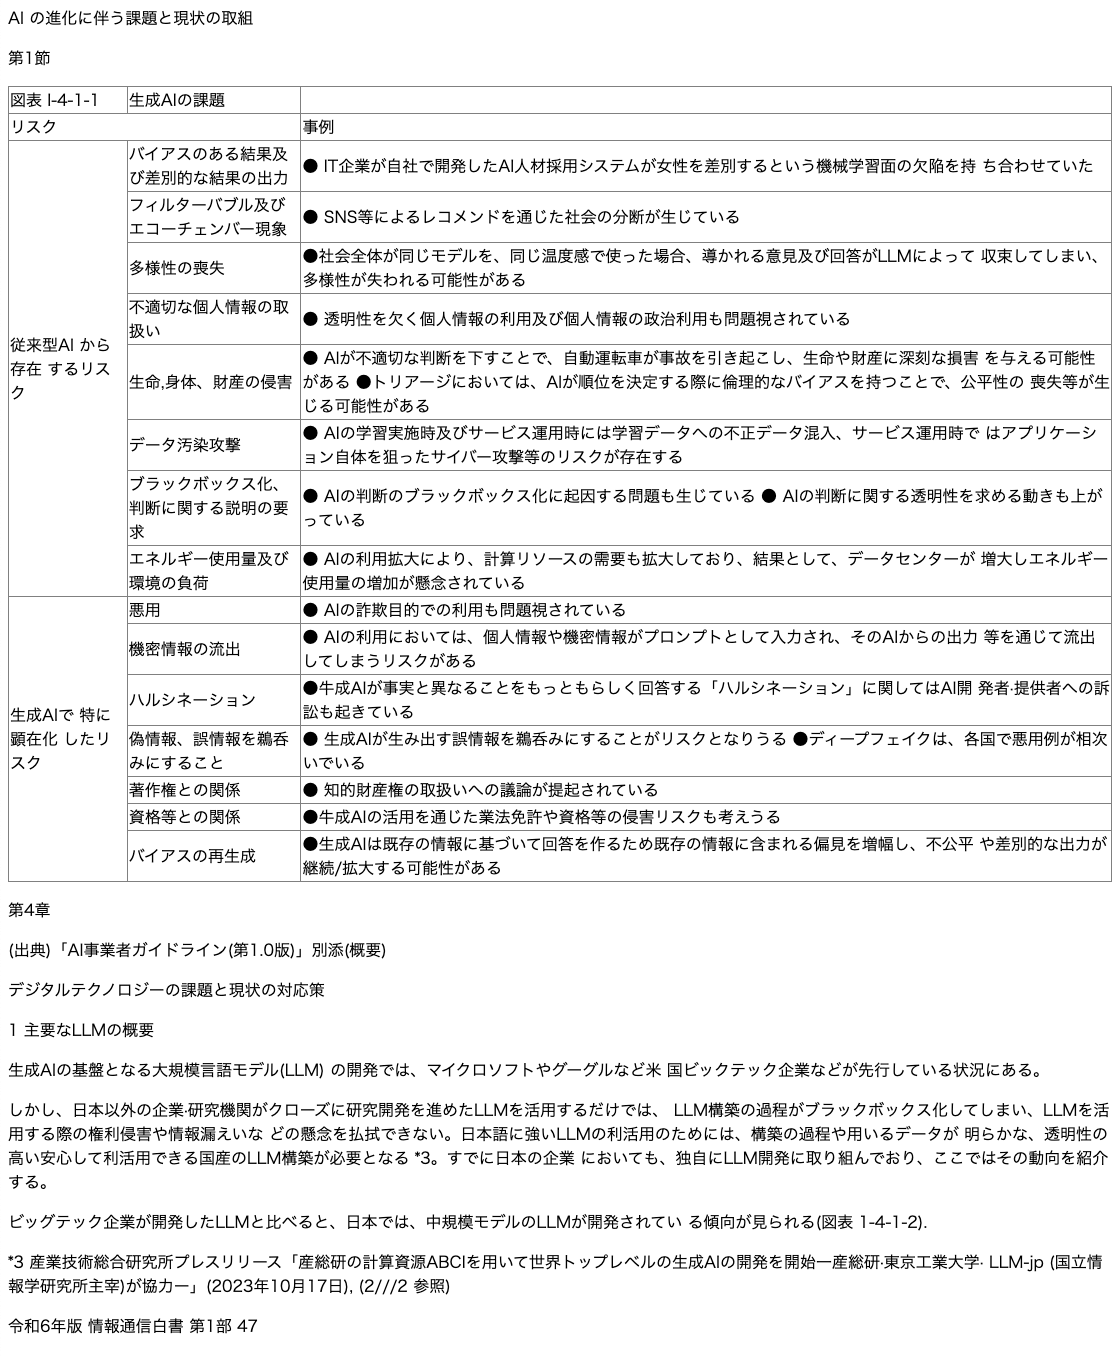 AI の進化に伴う課題と現状の取組
第1節
図表 I-4-1-1 生成AIの課題
リスク 事例
従来型AI から
存在 するリス
ク
バイアスのある結果及
び差別的な結果の出力
● IT企業が自社で開発したAI人材採用システムが女性を差別するという機械学習面の欠陥を持 ち合わせていた
フィルターバブル及び
エコーチェンバー現象
● SNS等によるレコメンドを通じた社会の分断が生じている
多様性の喪失
●社会全体が同じモデルを、同じ温度感で使った場合、導かれる意見及び回答がLLMによって 収束してしまい、
多様性が失われる可能性がある
不適切な個人情報の取
扱い
● 透明性を欠く個人情報の利用及び個人情報の政治利用も問題視されている
生命,身体、財産の侵害
● AIが不適切な判断を下すことで、自動運転車が事故を引き起こし、生命や財産に深刻な損害 を与える可能性
がある ●トリアージにおいては、AIが順位を決定する際に倫理的なバイアスを持つことで、公平性の 喪失等が生
じる可能性がある
データ汚染攻撃
● AIの学習実施時及びサービス運用時には学習データへの不正データ混入、サービス運用時で はアプリケーシ
ョン自体を狙ったサイバー攻撃等のリスクが存在する
ブラックボックス化、
判断に関する説明の要
求
● AIの判断のブラックボックス化に起因する問題も生じている ● AIの判断に関する透明性を求める動きも上が
っている
エネルギー使用量及び
環境の負荷
● AIの利用拡大により、計算リソースの需要も拡大しており、結果として、データセンターが 増大しエネルギー
使用量の増加が懸念されている
生成AIで 特に
顕在化 したリ
スク
悪用
● AIの詐欺目的での利用も問題視されている
機密情報の流出
● AIの利用においては、個人情報や機密情報がプロンプトとして入力され、そのAIからの出力 等を通じて流出
してしまうリスクがある
ハルシネーション
●牛成AIが事実と異なることをもっともらしく回答する「ハルシネーション」に関してはAI開 発者·提供者への訴
訟も起きている
偽情報、誤情報を鵜呑
みにすること
● 生成AIが生み出す誤情報を鵜呑みにすることがリスクとなりうる ●ディープフェイクは、各国で悪用例が相次
いでいる
著作権との関係
● 知的財産権の取扱いへの議論が提起されている
資格等との関係
●牛成AIの活用を通じた業法免許や資格等の侵害リスクも考えうる
バイアスの再生成
●生成AIは既存の情報に基づいて回答を作るため既存の情報に含まれる偏見を増幅し、不公平 や差別的な出力が
継続/拡大する可能性がある
第4章
(出典)「AI事業者ガイドライン(第1.0版)」別添(概要)
デジタルテクノロジーの課題と現状の対応策
1 主要なLLMの概要
生成AIの基盤となる大規模言語モデル(LLM) の開発では、マイクロソフトやグーグルなど米 国ビックテック企業などが先行している状況にある。
しかし、日本以外の企業·研究機関がクローズに研究開発を進めたLLMを活用するだけでは、 LLM構築の過程がブラックボックス化してしまい、LLMを活
用する際の権利侵害や情報漏えいな どの懸念を払拭できない。日本語に強いLLMの利活用のためには、構築の過程や用いるデータが 明らかな、透明性の
高い安心して利活用できる国産のLLM構築が必要となる *3。すでに日本の企業 においても、独自にLLM開発に取り組んでおり、ここではその動向を紹介
する。
ビッグテック企業が開発したLLMと比べると、日本では、中規模モデルのLLMが開発されてい る傾向が見られる(図表 1-4-1-2).
*3 産業技術総合研究所プレスリリース「産総研の計算資源ABCIを用いて世界トップレベルの生成AIの開発を開始一産総研·東京工業大学· LLM-jp (国立情
報学研究所主宰)が協力ー」(2023年10月17日), (2///2 参照)
令和6年版 情報通信白書 第1部 47